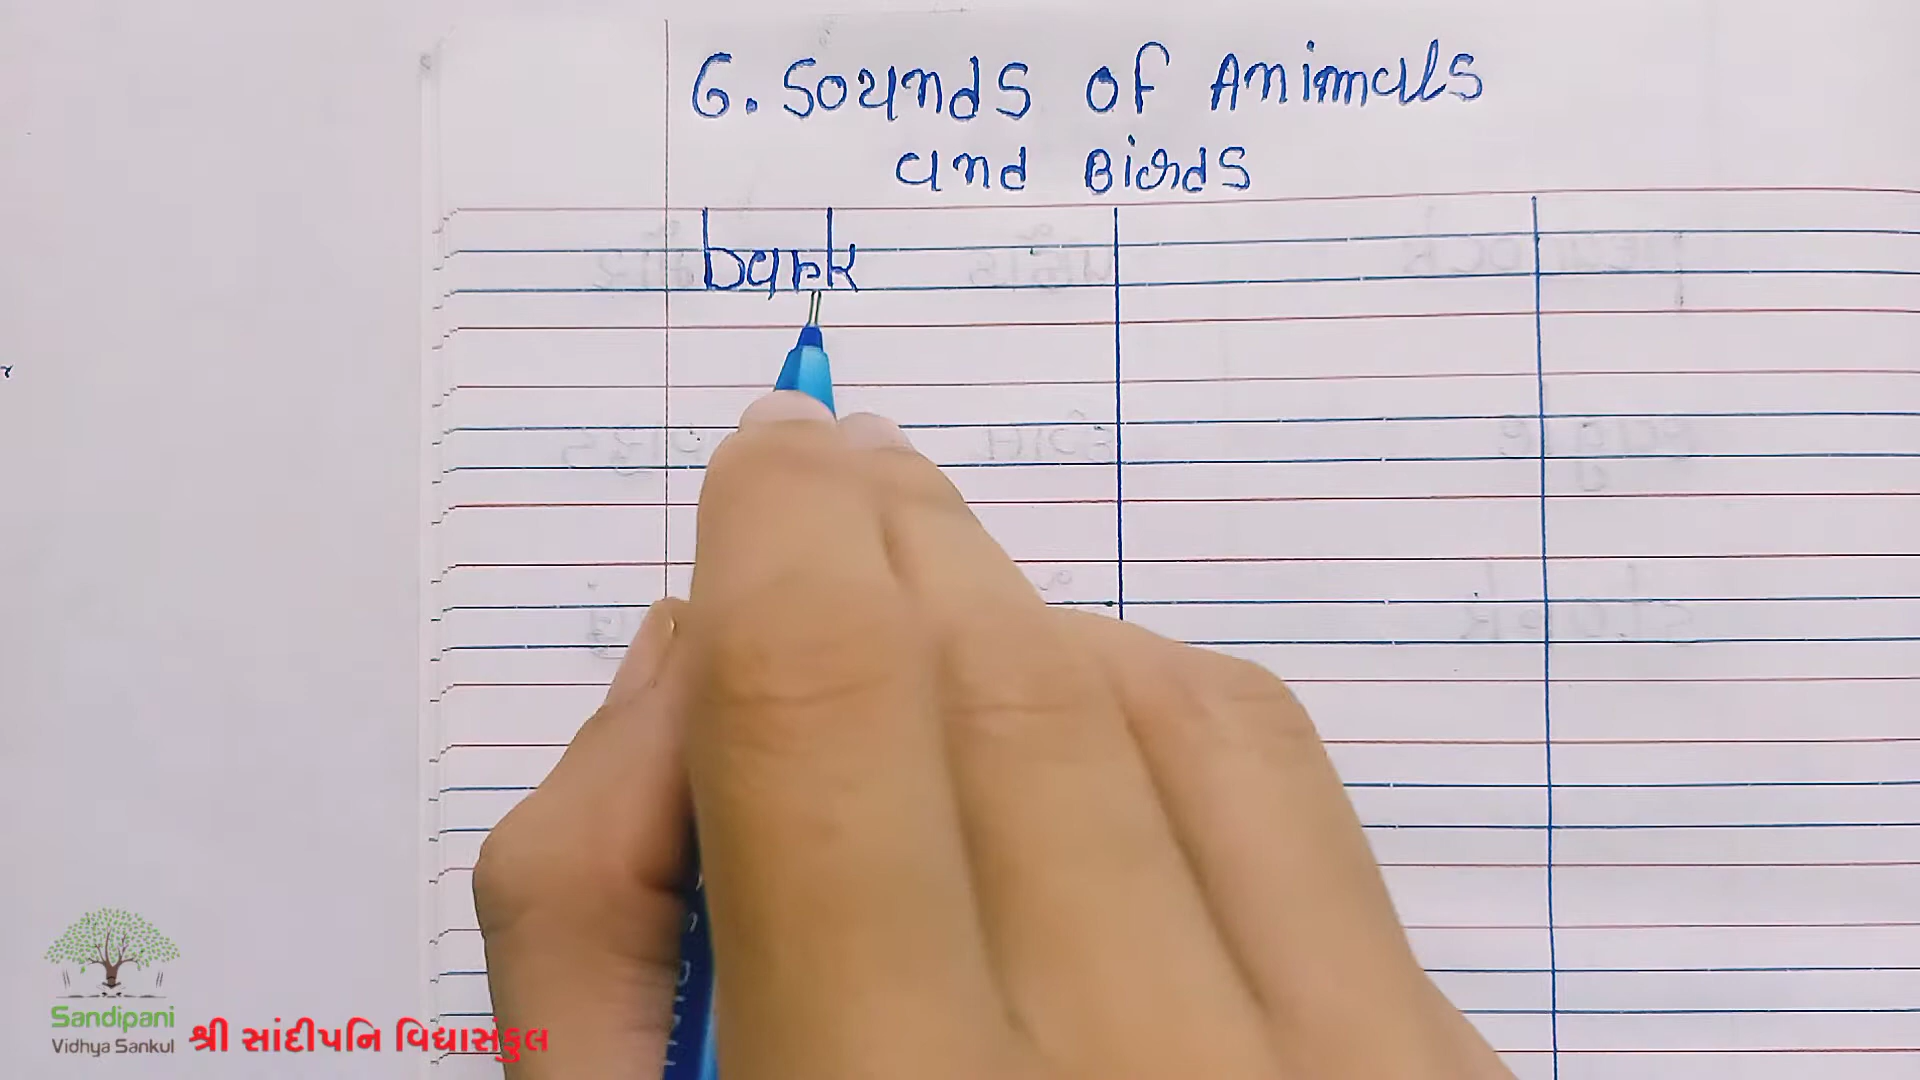 6. Sounds of Animals
and Birds
bark
Sandipani
Vidhya Sankul
શ્રી સાંદીપનિ વિદ્યાસંકુલ